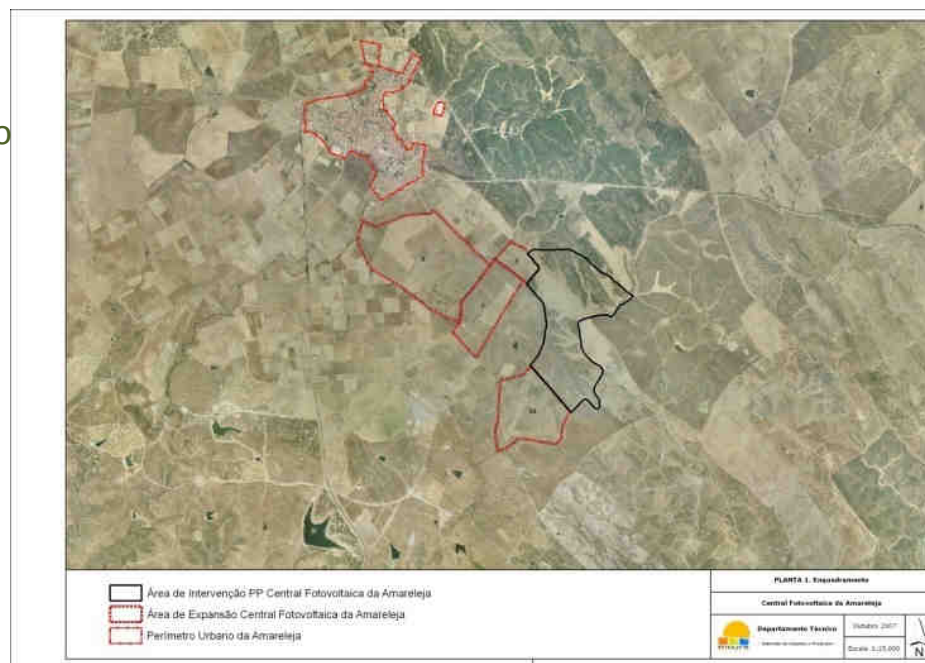 o
Área de Intervenção PP Central Fotovoltaica da Amareleja
Área de Expansão Central Fotovoltaica da Amareleja
Perímetro Urbano da Amareleja
PLANTA 1. Enquadramento
Central Fotovoltaica da Amareleja
Departamento Técnico
Outubro 2007
Escala 1:25.000
N